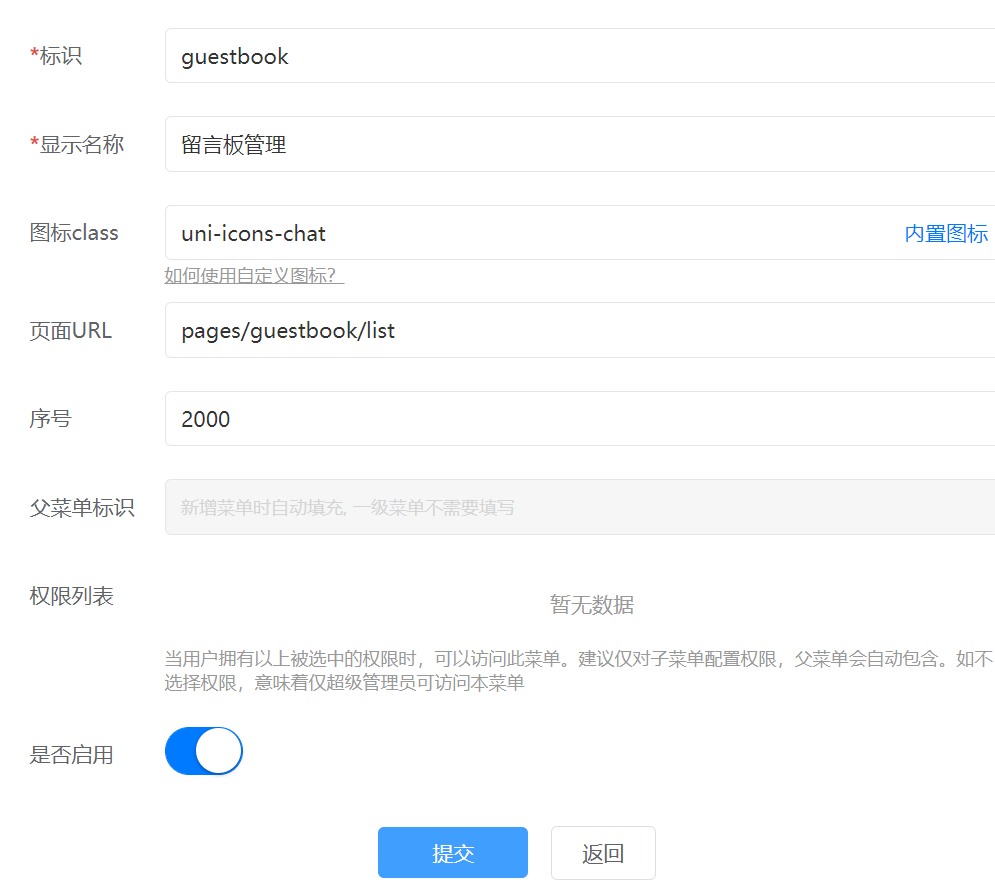 *标识
guestbook
*显示名称
留言板管理
图标class
uni-icons-chat
内置图标
如何使用自定义图标？
页面URL
pages/guestbook/list
序号
2000
父菜单标识
新增菜单时自动填充, 一级菜单不需要填写
权限列表
暂无数据
当用户拥有以上被选中的权限时，可以访问此菜单。建议仅对子菜单配置权限，父菜单会自动包含。如不
选择权限，意味着仅超级管理员可访问本菜单
是否启用
提交
返回